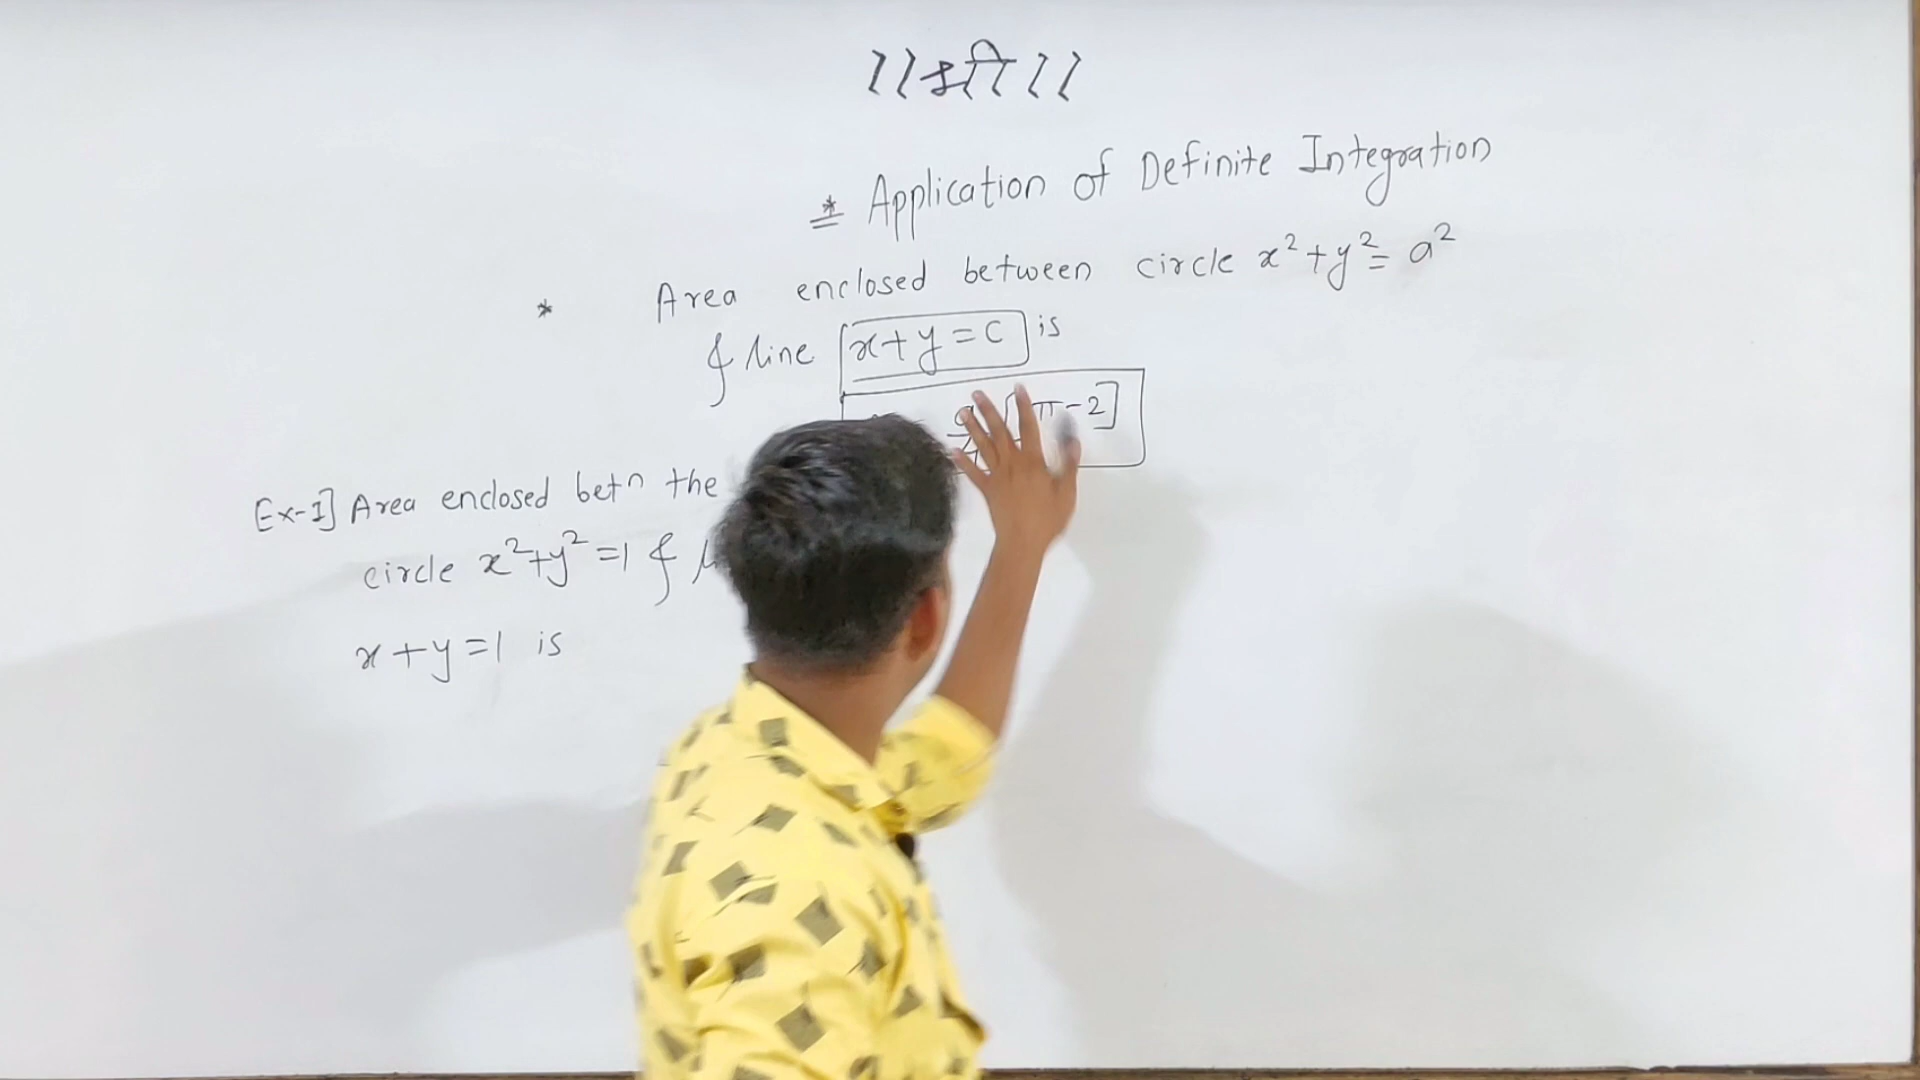 ।।श्री।।
* Application of Definite Integration
* Area enclosed between circle x²+y²=a²
& line x+y=c is
π-2]
Ex-1] Area enclosed betn the
circle x²+y²=1 &
x+y=1 is